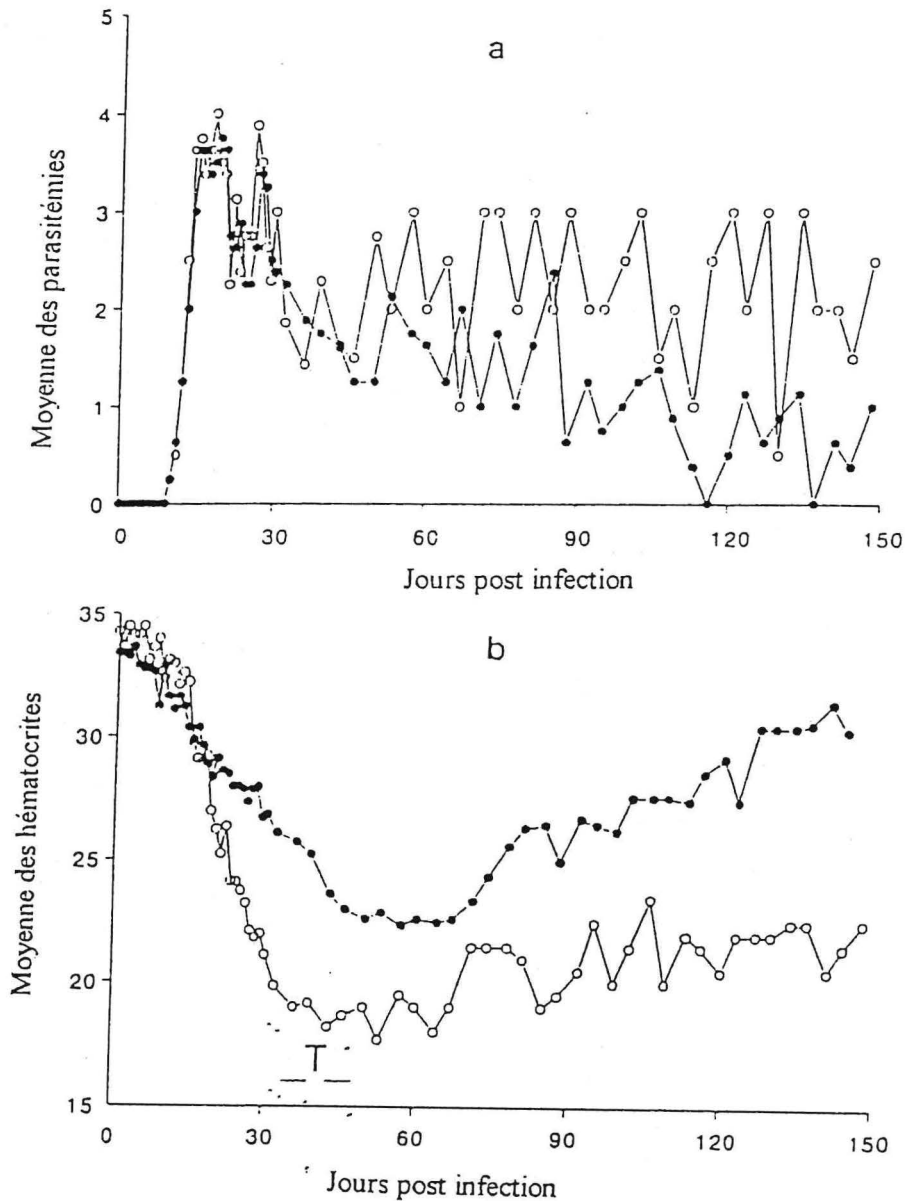 5
a
4
3
2
1
0
Moyenne des parasitémies
0 30 60 90 120 150
Jours post infection
35
b
30
25
20
T
15
Moyenne des hématocrites
0 30 60 90 120 150
Jours post infection